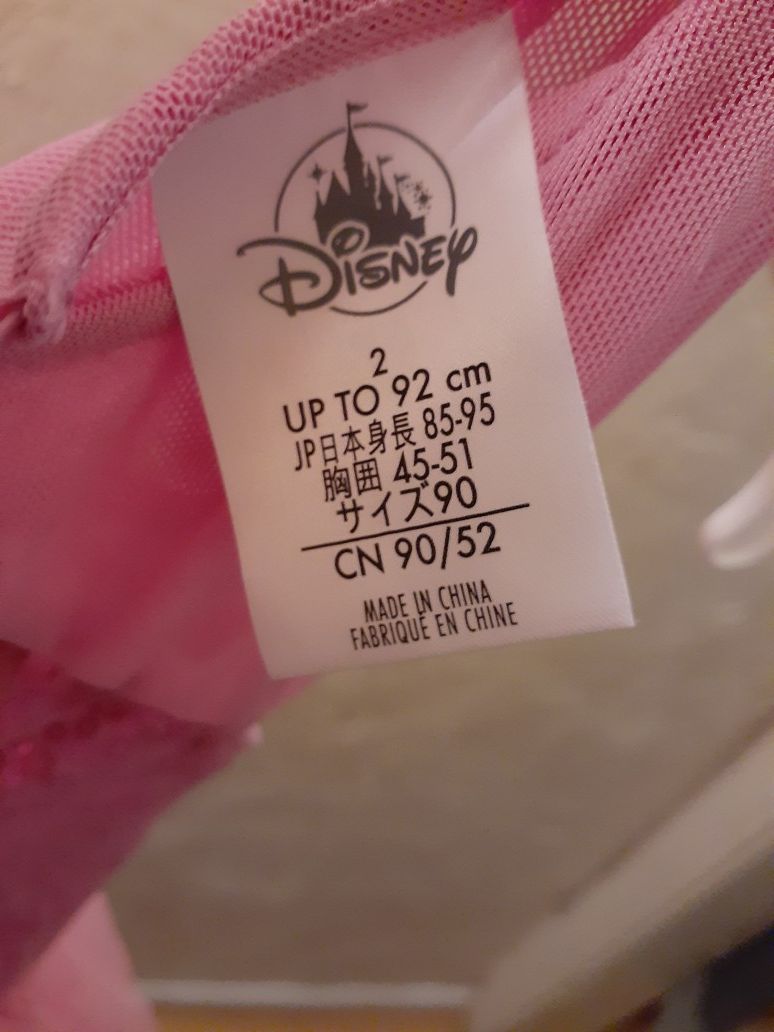 Disney
2
UP TO 92 cm
JP日本身長 85-95
胸囲 45-51
サイズ90
CN 90/52
MADE IN CHINA
FABRIQUÉ EN CHINE